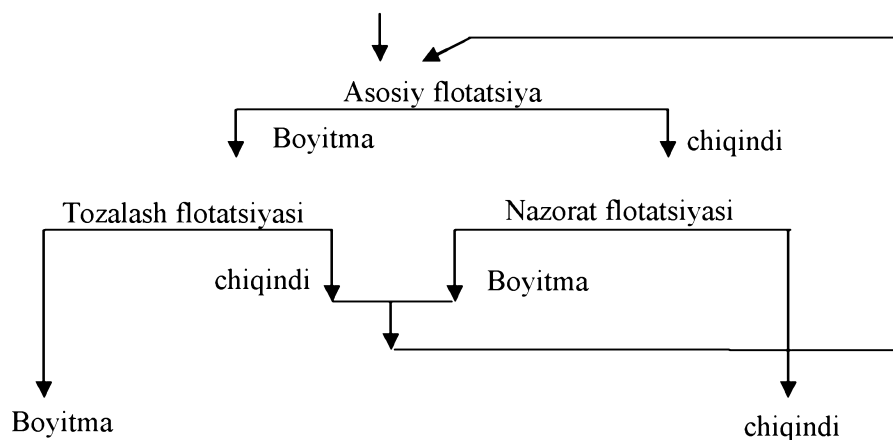 Asosiy flotatsiya
Boyitma
chiqindi
Tozalash flotatsiyasi
Nazorat flotatsiyasi
chiqindi
Boyitma
Boyitma
chiqindi